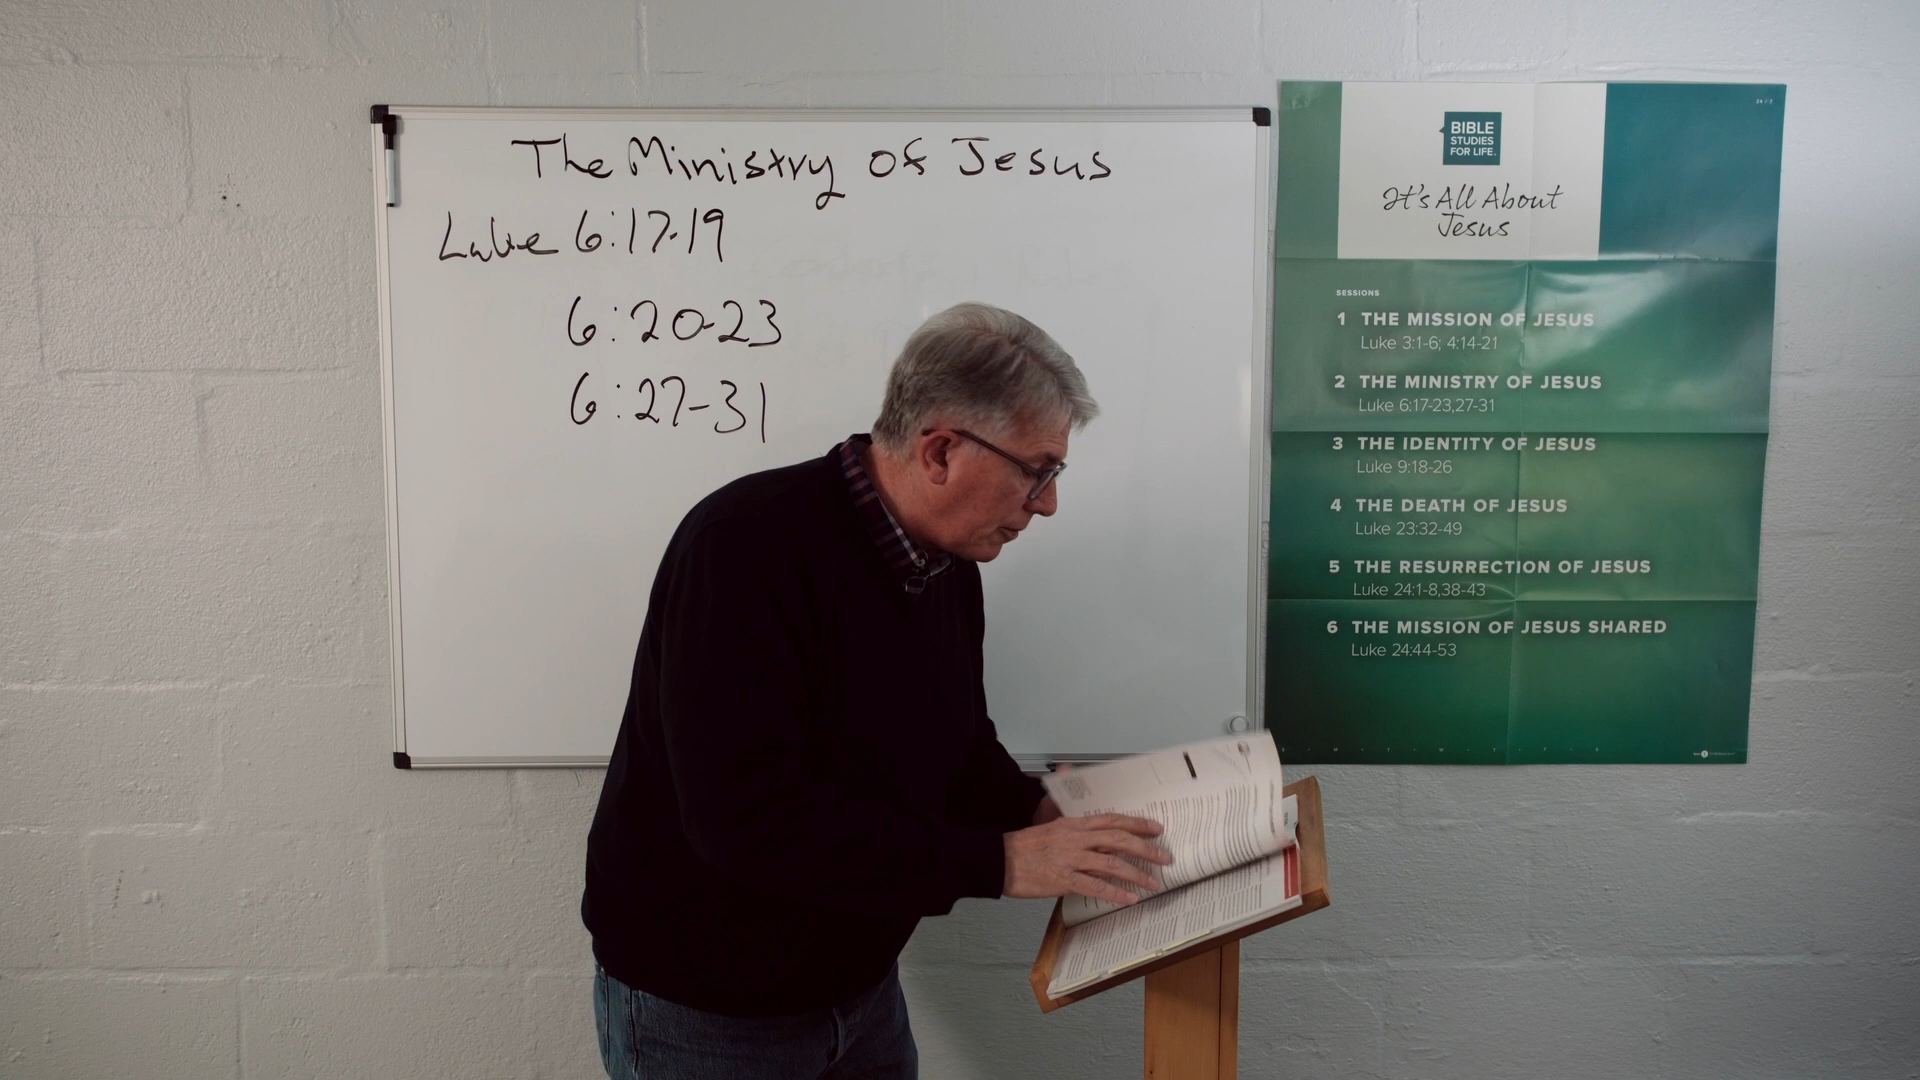 The Ministry of Jesus
Luke 6:17-19
6:20-23
6:27-31
BIBLE
STUDIES
FOR LIFE.
It's All About
Jesus
SESSIONS
1 THE MISSION OF JESUS
Luke 3:1-6; 4:14-21
2 THE MINISTRY OF JESUS
Luke 6:17-23,27-31
3 THE IDENTITY OF JESUS
Luke 9:18-26
4 THE DEATH OF JESUS
Luke 23:32-49
5 THE RESURRECTION OF JESUS
Luke 24:1-8,38-43
6 THE MISSION OF JESUS SHARED
Luke 24:44-53